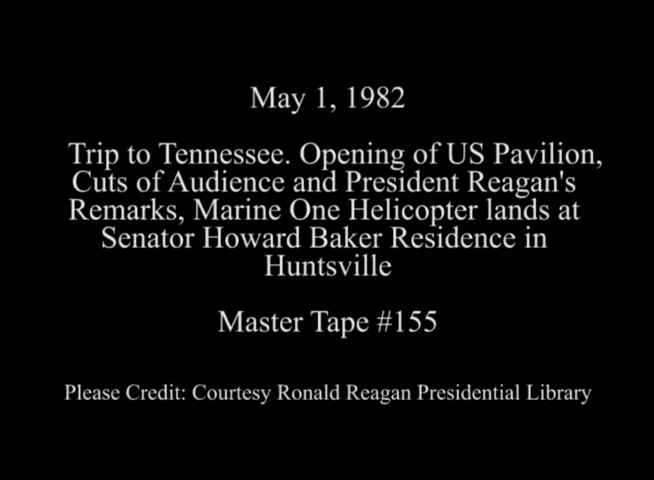 May 1, 1982
Trip to Tennessee. Opening of US Pavilion,
Cuts of Audience and President Reagan's
Remarks, Marine One Helicopter lands at
Senator Howard Baker Residence in
Huntsville
Master Tape #155
Please Credit: Courtesy Ronald Reagan Presidential Library